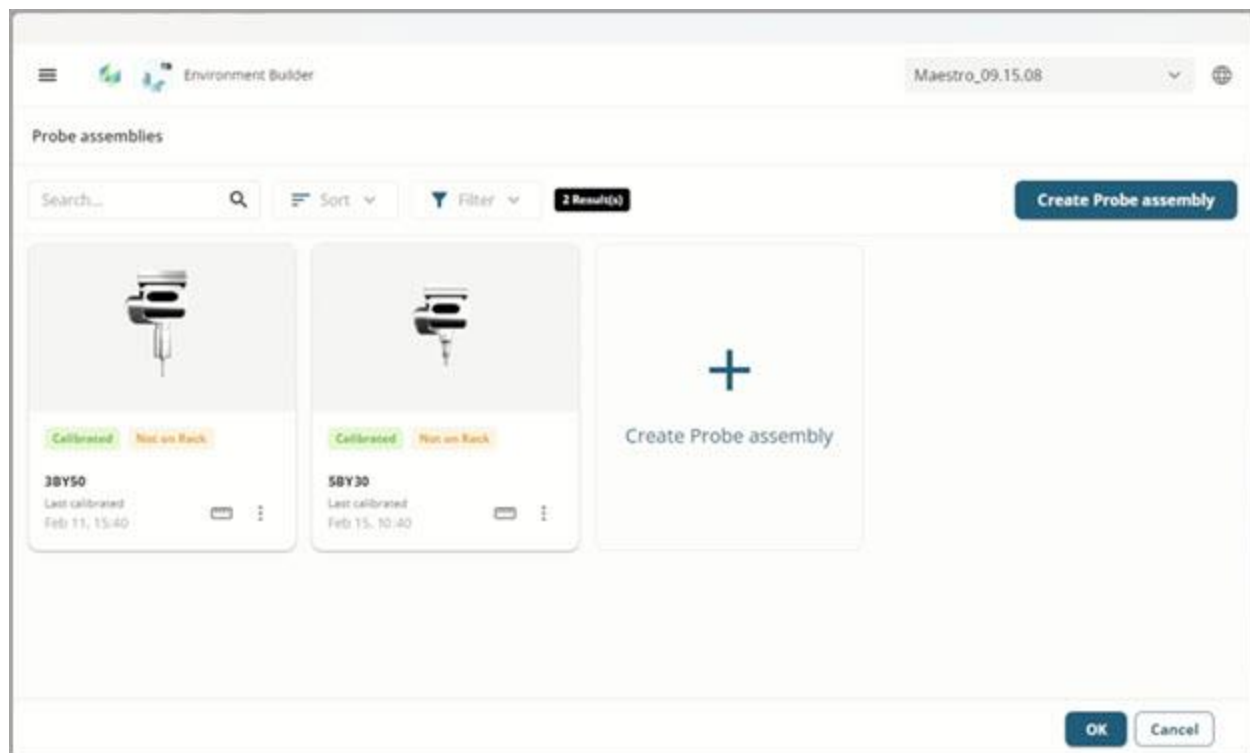 Environment Builder
Maestro_09.15.08
Probe assemblies
Search...
Sort
Filter
2 Result(s)
Create Probe assembly
Calibrated
Not on Rack
3BY50
Last calibrated
Feb 11, 15:40
Calibrated
Not on Rack
5BY30
Last calibrated
Feb 15, 10:40
Create Probe assembly
OK
Cancel